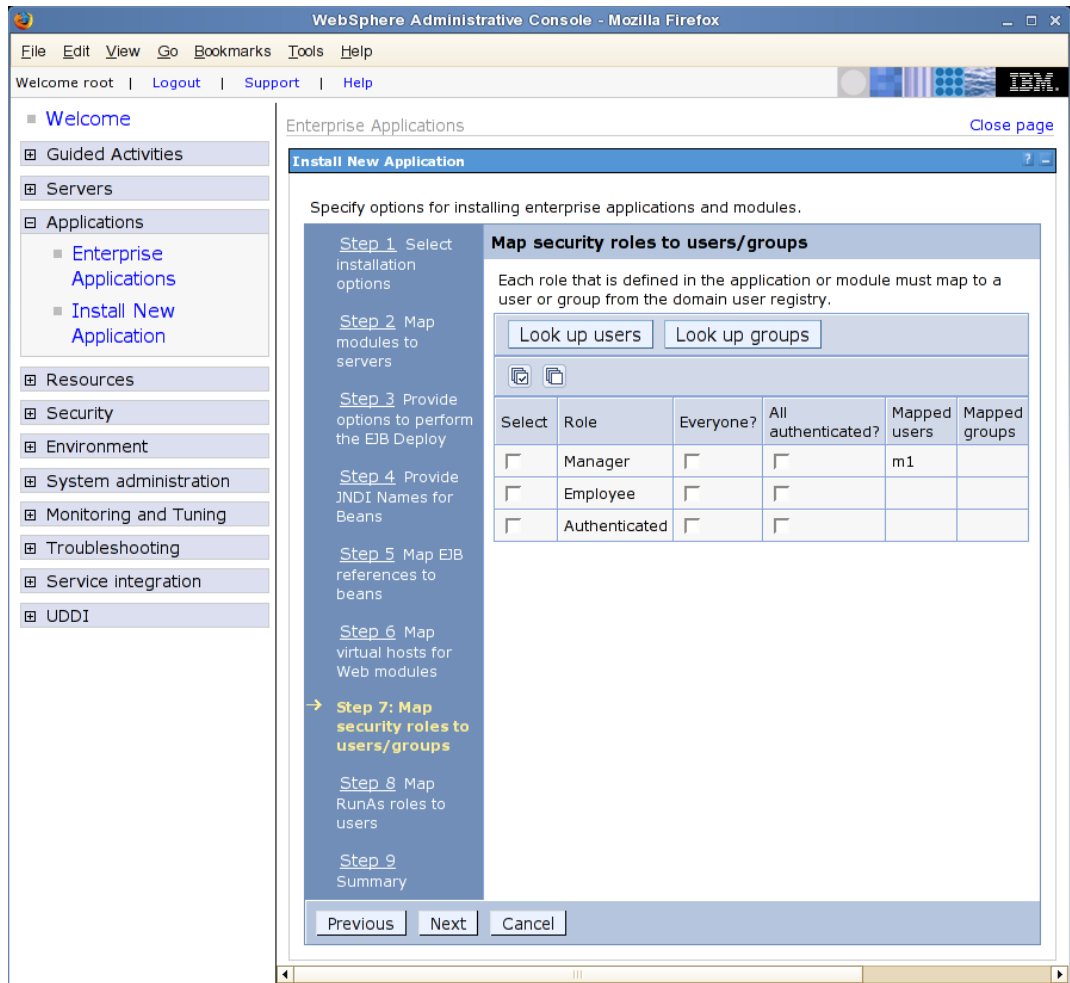 WebSphere Administrative Console - Mozilla Firefox
File Edit View Go Bookmarks Tools Help
Welcome root | Logout | Support | Help
IBM.
Welcome
Guided Activities
Servers
Applications
Enterprise
Applications
Install New
Application
Resources
Security
Environment
System administration
Monitoring and Tuning
Troubleshooting
Service integration
UDDI
Enterprise Applications
Close page
Install New Application
?
Specify options for installing enterprise applications and modules.
Step 1 Select
installation
options
Step 2 Map
modules to
servers
Step 3 Provide
options to perform
the EJB Deploy
Step 4 Provide
JNDI Names for
Beans
Step 5 Map EJB
references to
beans
Step 6 Map
virtual hosts for
Web modules
Step 7: Map
security roles to
users/groups
Step 8 Map
RunAs roles to
users
Step 9
Summary
Map security roles to users/groups
Each role that is defined in the application or module must map to a
user or group from the domain user registry.
Look up users Look up groups
Select Role Everyone? All authenticated? Mapped users Mapped groups
Manager m1
Employee
Authenticated
Previous Next Cancel